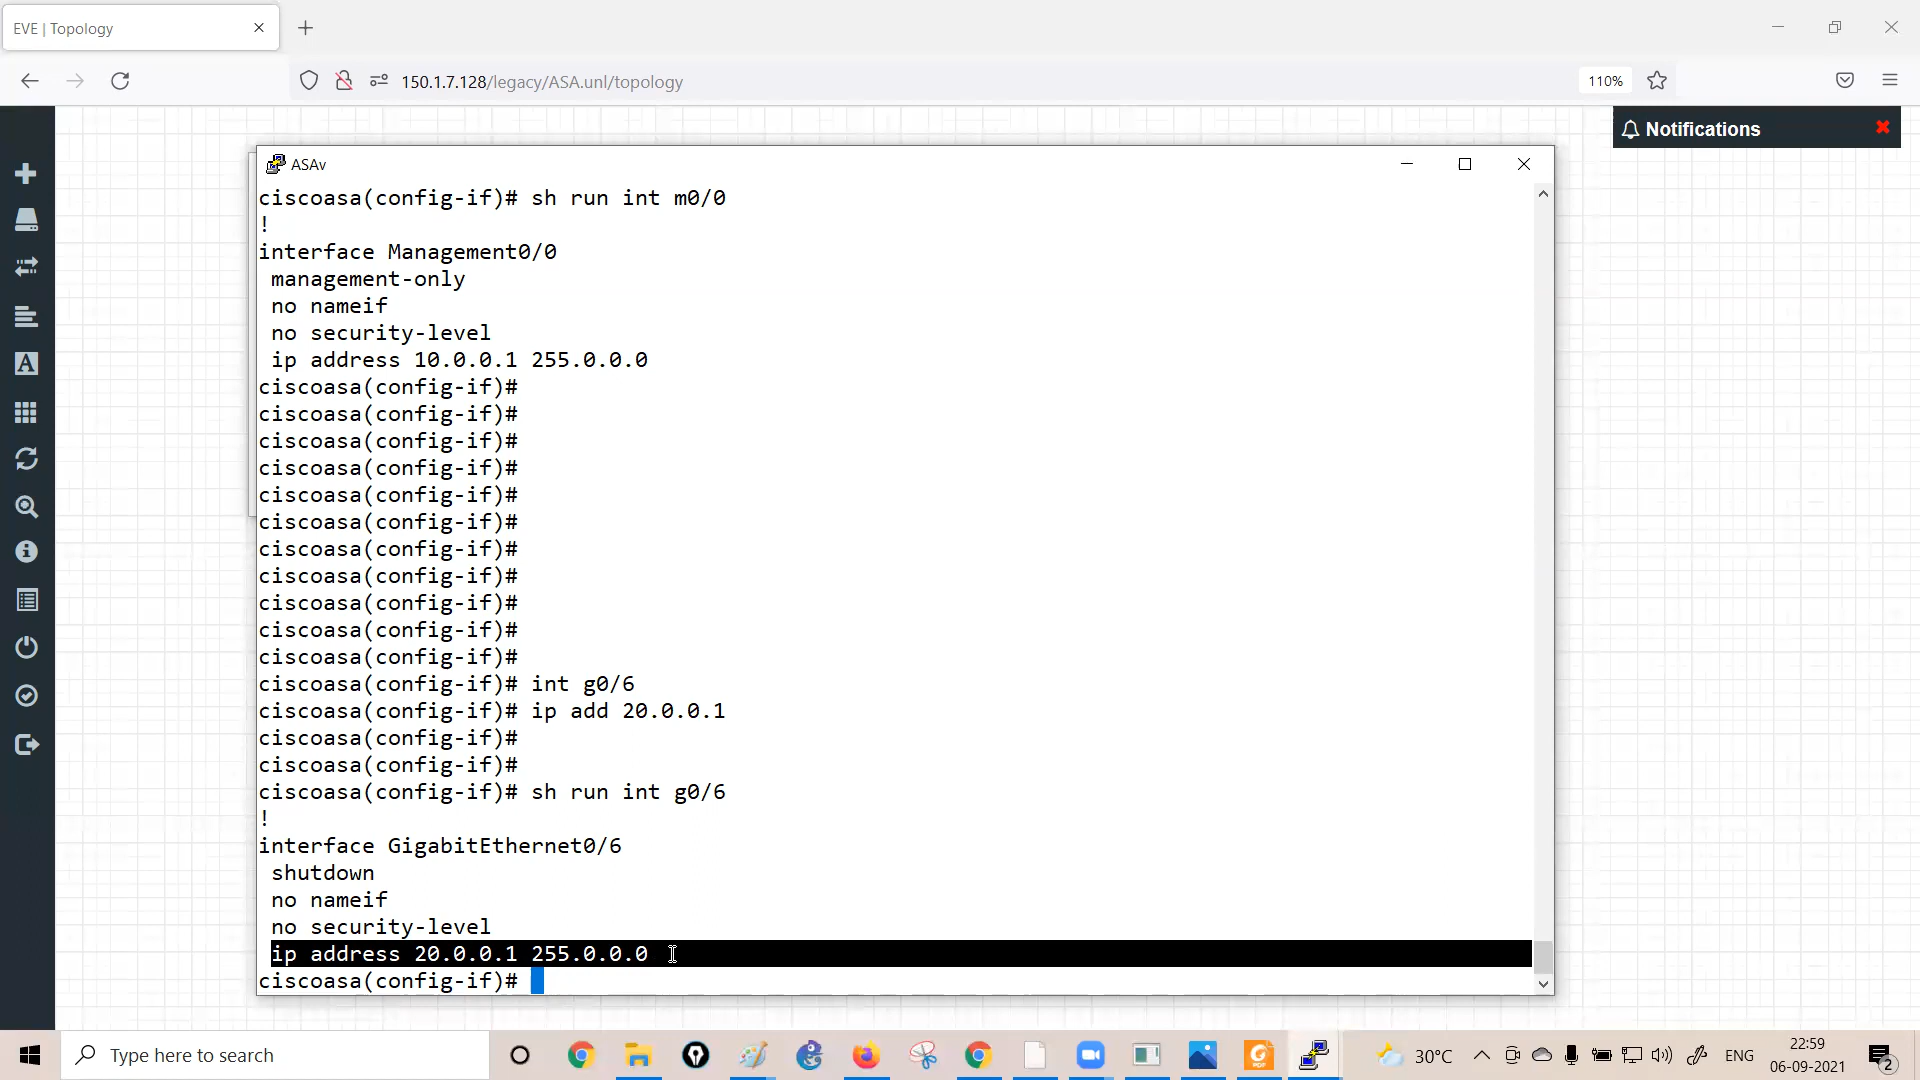 EVE | Topology
150.1.7.128/legacy/ASA.unl/topology
110%
Notifications
ASAv
ciscoasa(config-if)# sh run int m0/0
!
interface Management0/0
management-only
no nameif
no security-level
ip address 10.0.0.1 255.0.0.0
ciscoasa(config-if)#
ciscoasa(config-if)#
ciscoasa(config-if)#
ciscoasa(config-if)#
ciscoasa(config-if)#
ciscoasa(config-if)#
ciscoasa(config-if)#
ciscoasa(config-if)#
ciscoasa(config-if)#
ciscoasa(config-if)#
ciscoasa(config-if)#
ciscoasa(config-if)# int g0/6
ciscoasa(config-if)# ip add 20.0.0.1
ciscoasa(config-if)#
ciscoasa(config-if)#
ciscoasa(config-if)# sh run int g0/6
!
interface GigabitEthernet0/6
shutdown
no nameif
no security-level
ip address 20.0.0.1 255.0.0.0
ciscoasa(config-if)#
Type here to search
30°C
ENG
22:59
06-09-2021
2